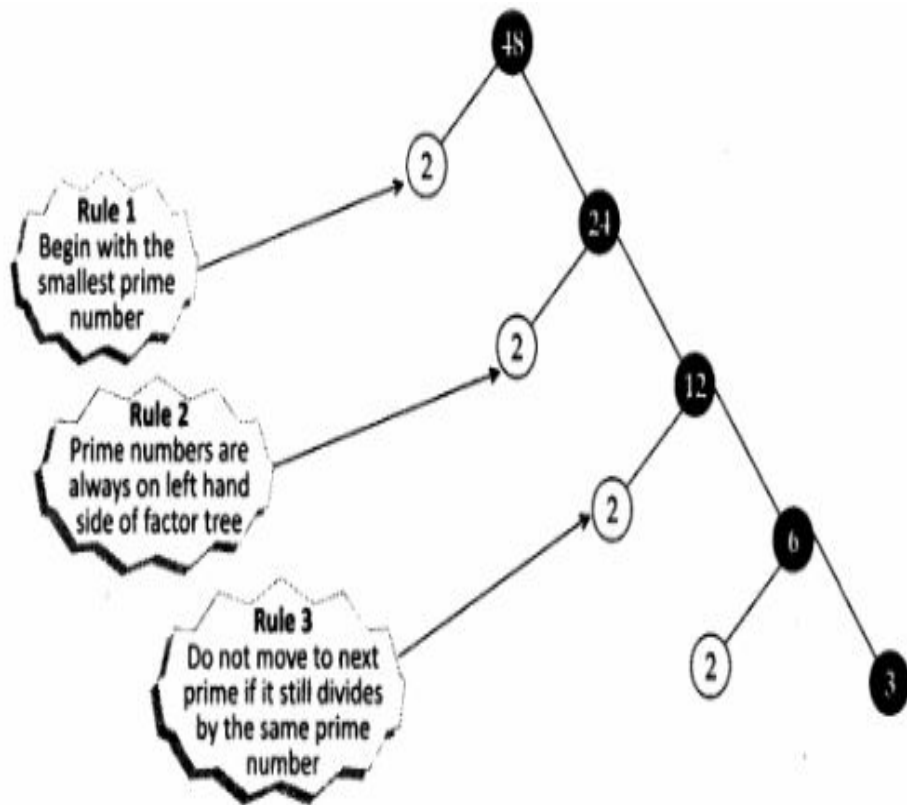 48
2
Rule 1
Begin with the
smallest prime
number
24
2
12
Rule 2
Prime numbers are
always on left hand
side of factor tree
2
6
Rule 3
Do not move to next
prime if it still divides
by the same prime
number
2
3